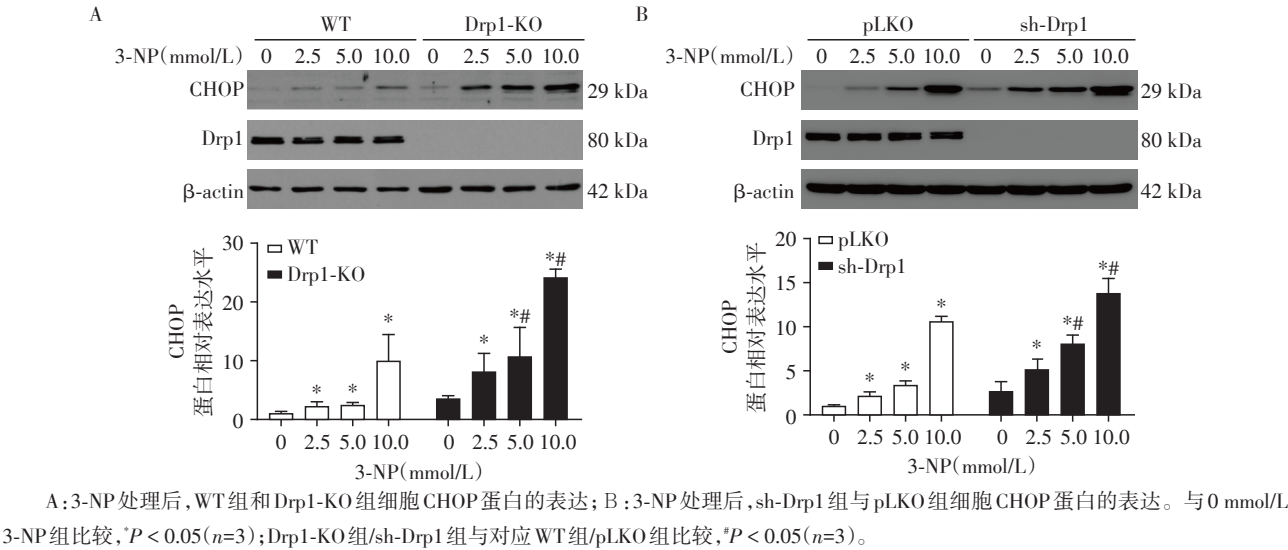 A
WT Drp1-KO
3-NP(mmol/L) 0 2.5 5.0 10.0 0 2.5 5.0 10.0
CHOP 29 kDa
Drp1 80 kDa
β-actin 42 kDa
30
20
10
0
CHOP
蛋白相对表达水平
WT
Drp1-KO
* * * * *# *#
0 2.5 5.0 10.0 0 2.5 5.0 10.0
3-NP(mmol/L)
B
pLKO sh-Drp1
3-NP(mmol/L) 0 2.5 5.0 10.0 0 2.5 5.0 10.0
CHOP 29 kDa
Drp1 80 kDa
β-actin 42 kDa
20
15
10
5
0
CHOP
蛋白相对表达水平
pLKO
sh-Drp1
* * * * *# *#
0 2.5 5.0 10.0 0 2.5 5.0 10.0
3-NP(mmol/L)
A:3-NP处理后,WT组和Drp1-KO组细胞CHOP蛋白的表达;B:3-NP处理后,sh-Drp1组与pLKO组细胞CHOP蛋白的表达。与0 mmol/L
3-NP组比较,*P < 0.05(n=3);Drp1-KO组/sh-Drp1组与对应WT组/pLKO组比较,#P < 0.05(n=3)。